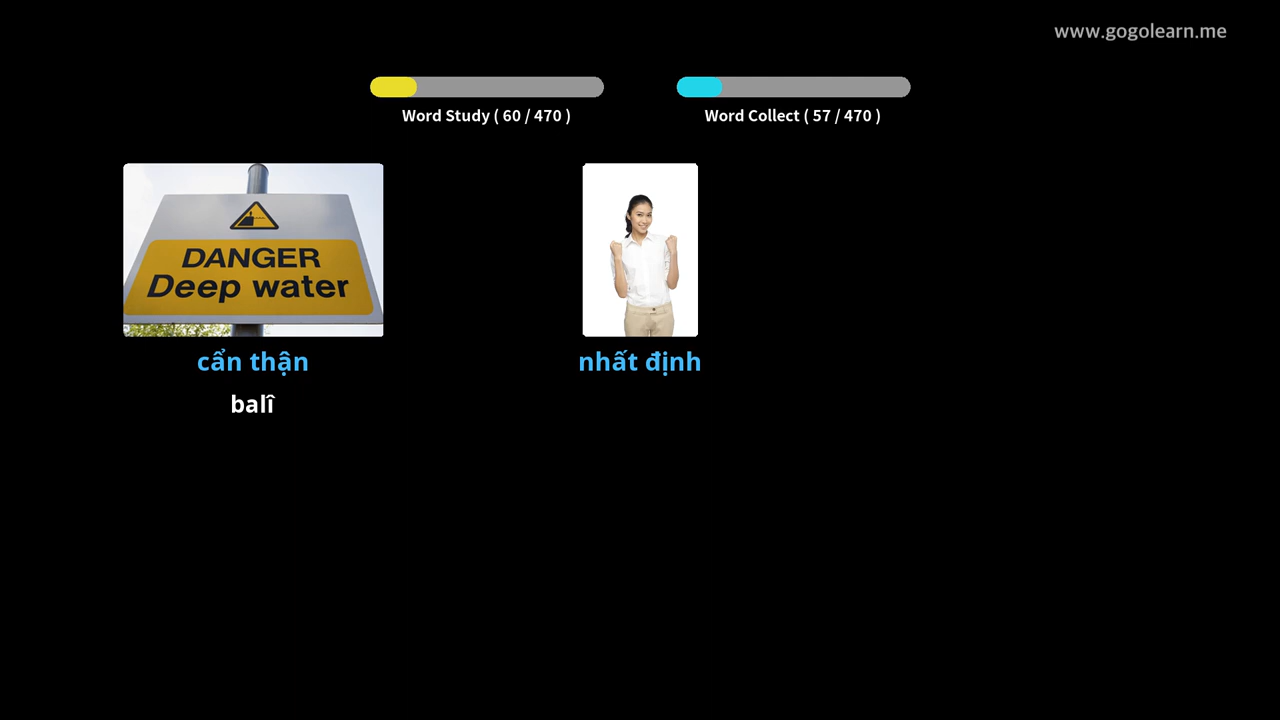 www.gogolearn.me
Word Study ( 60 / 470 )
Word Collect ( 57 / 470 )
DANGER
Deep water
cẩn thận
nhất định
balî